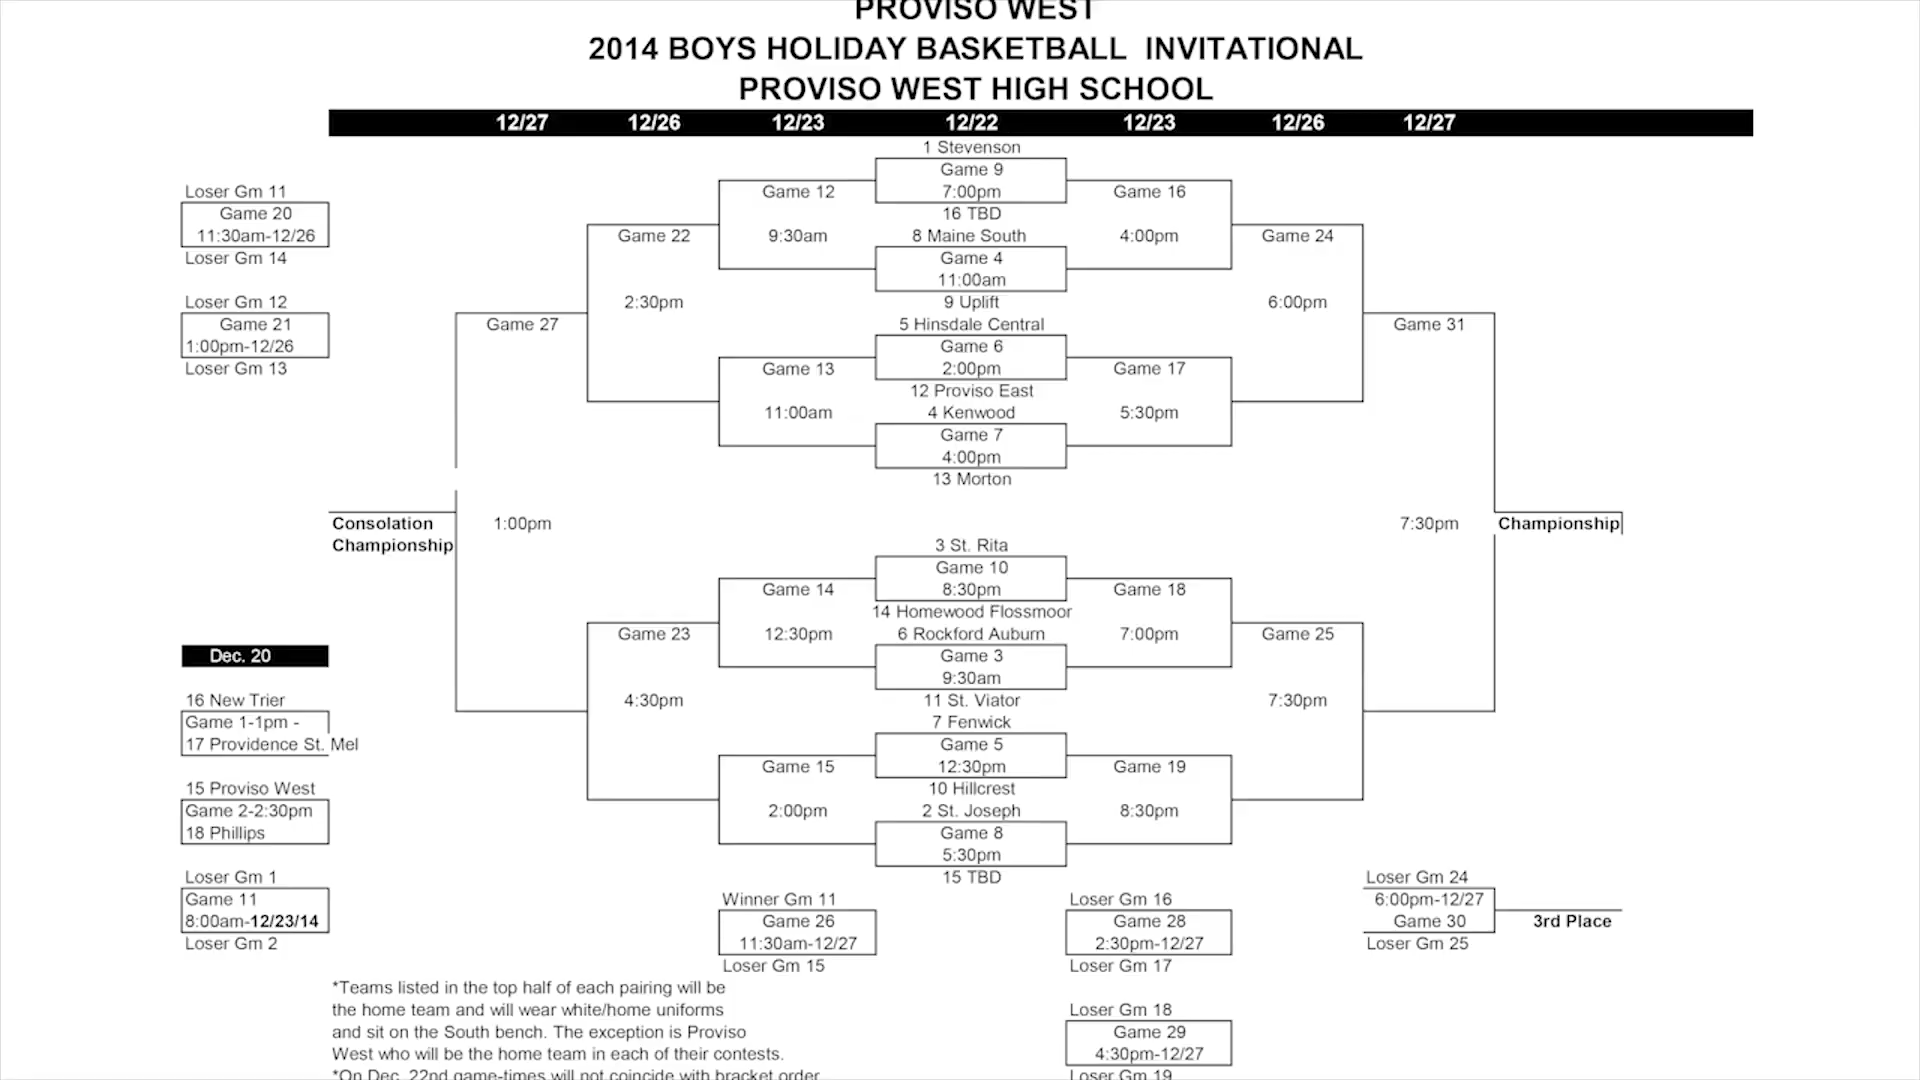 PROVISO WEST
2014 BOYS HOLIDAY BASKETBALL INVITATIONAL
PROVISO WEST HIGH SCHOOL
12/27 12/26 12/23 12/22 12/23 12/26 12/27
1 Stevenson
Game 9
Loser Gm 11 Game 12 7:00pm Game 16
Game 20 16 TBD
11:30am-12/26 Game 22 9:30am 8 Maine South 4:00pm Game 24
Loser Gm 14 Game 4
11:00am
Loser Gm 12 2:30pm 9 Uplift 6:00pm
Game 21 Game 27 5 Hinsdale Central Game 31
1:00pm-12/26 Game 6
Loser Gm 13 Game 13 2:00pm Game 17
12 Proviso East
11:00am 4 Kenwood 5:30pm
Game 7
4:00pm
13 Morton
Consolation 1:00pm 7:30pm Championship
Championship 3 St. Rita
Game 10
Game 14 8:30pm Game 18
14 Homewood Flossmoor
Game 23 12:30pm 6 Rockford Auburn 7:00pm Game 25
Dec. 20 Game 3
9:30am
16 New Trier 4:30pm 11 St. Viator 7:30pm
Game 1-1pm - 7 Fenwick
17 Providence St. Mel Game 5
Game 15 12:30pm Game 19
15 Proviso West 10 Hillcrest
Game 2-2:30pm 2:00pm 2 St. Joseph 8:30pm
18 Phillips Game 8
5:30pm
Loser Gm 1 15 TBD Loser Gm 24
Game 11 Winner Gm 11 Loser Gm 16 6:00pm-12/27
8:00am-12/23/14 Game 26 Game 28 Game 30 3rd Place
Loser Gm 2 11:30am-12/27 2:30pm-12/27 Loser Gm 25
Loser Gm 15 Loser Gm 17
*Teams listed in the top half of each pairing will be
the home team and will wear white/home uniforms Loser Gm 18
and sit on the South bench. The exception is Proviso Game 29
West who will be the home team in each of their contests. 4:30pm-12/27
*On Dec. 22nd game-times will not coincide with bracket order Loser Gm 19